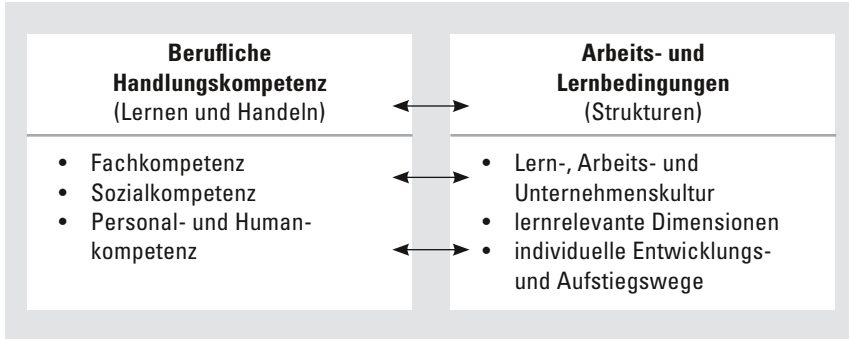 Berufliche
Handlungskompetenz
(Lernen und Handeln)
• Fachkompetenz
• Sozialkompetenz
• Personal- und Human-
kompetenz
Arbeits- und
Lernbedingungen
(Strukturen)
• Lern-, Arbeits- und
Unternehmenskultur
• lernrelevante Dimensionen
• individuelle Entwicklungs-
und Aufstiegswege